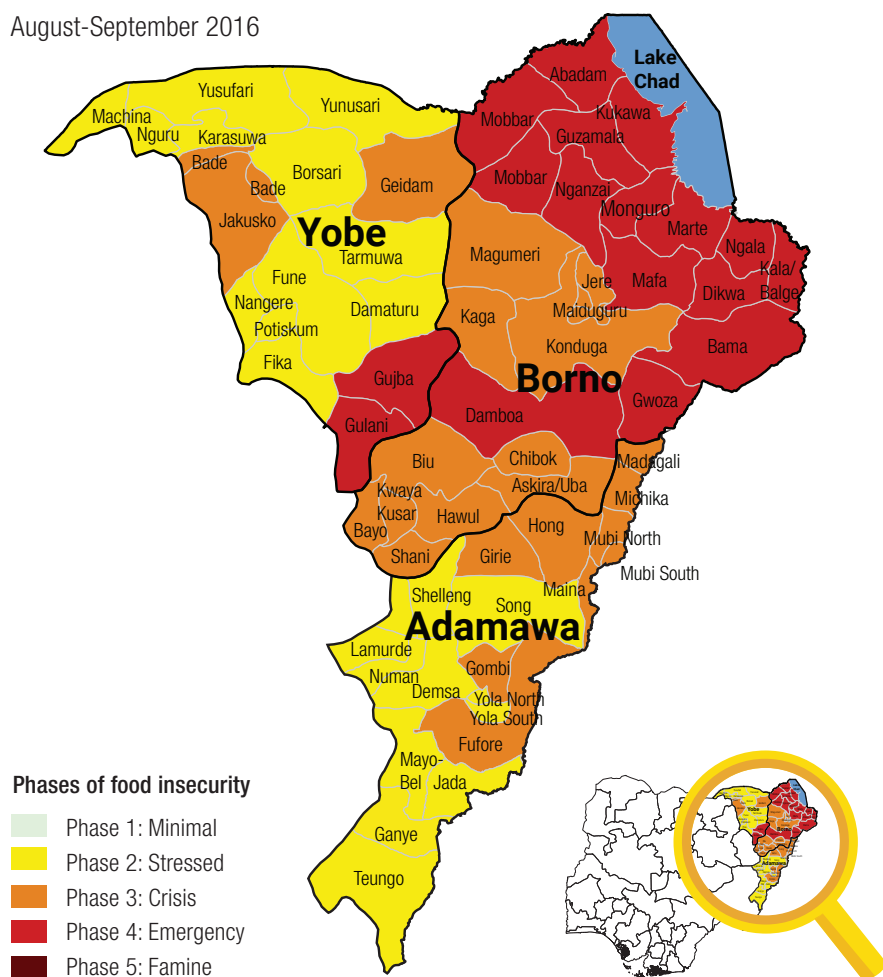 August-September 2016
Lake
Chad
Abadam
Yusufari
Yunusari
Kukawa
Machina
Mobbar
Guzamala
Nguru
Karasuwa
Bade
Borsari
Geidam
Mobbar
Nganzai
Bade
Jakusko
Monguro
Marte
Yobe
Tarmuwa
Magumeri
Ngala
Fune
Jere
Mafa
Kala/
Balge
Dikwa
Nangere
Damaturu
Kaga
Maiduguru
Potiskum
Konduga
Bama
Fika
Gujba
Borno
Gwoza
Gulani
Damboa
Biu
Chibok
Madagali
Askira/Uba
Kwaya
Kusar
Michika
Bayo
Hawul
Hong
Mubi North
Shani
Girie
Mubi South
Maina
Shelleng
Song
Adamawa
Lamurde
Gombi
Numan
Demsa
Yola North
Yola South
Fufore
Mayo-
Bel
Jada
Ganye
Teungo
Phases of food insecurity
Phase 1: Minimal
Phase 2: Stressed
Phase 3: Crisis
Phase 4: Emergency
Phase 5: Famine
Yobe
Borno
Adamawa